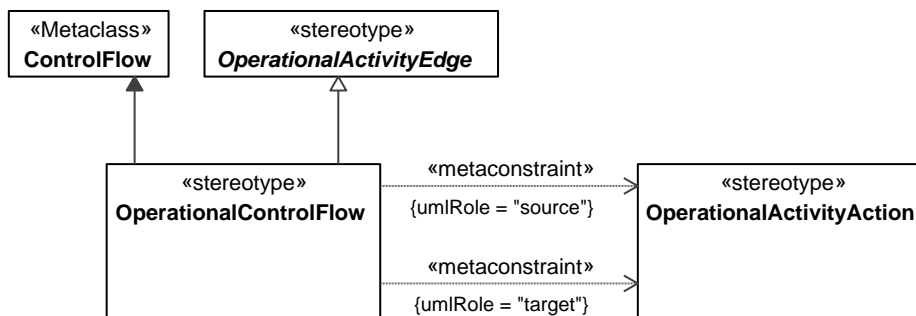 «Metaclass»
ControlFlow
«stereotype»
OperationalActivityEdge
«stereotype»
OperationalControlFlow
«metaconstraint»
{umlRole = "source"}
«metaconstraint»
{umlRole = "target"}
«stereotype»
OperationalActivityAction